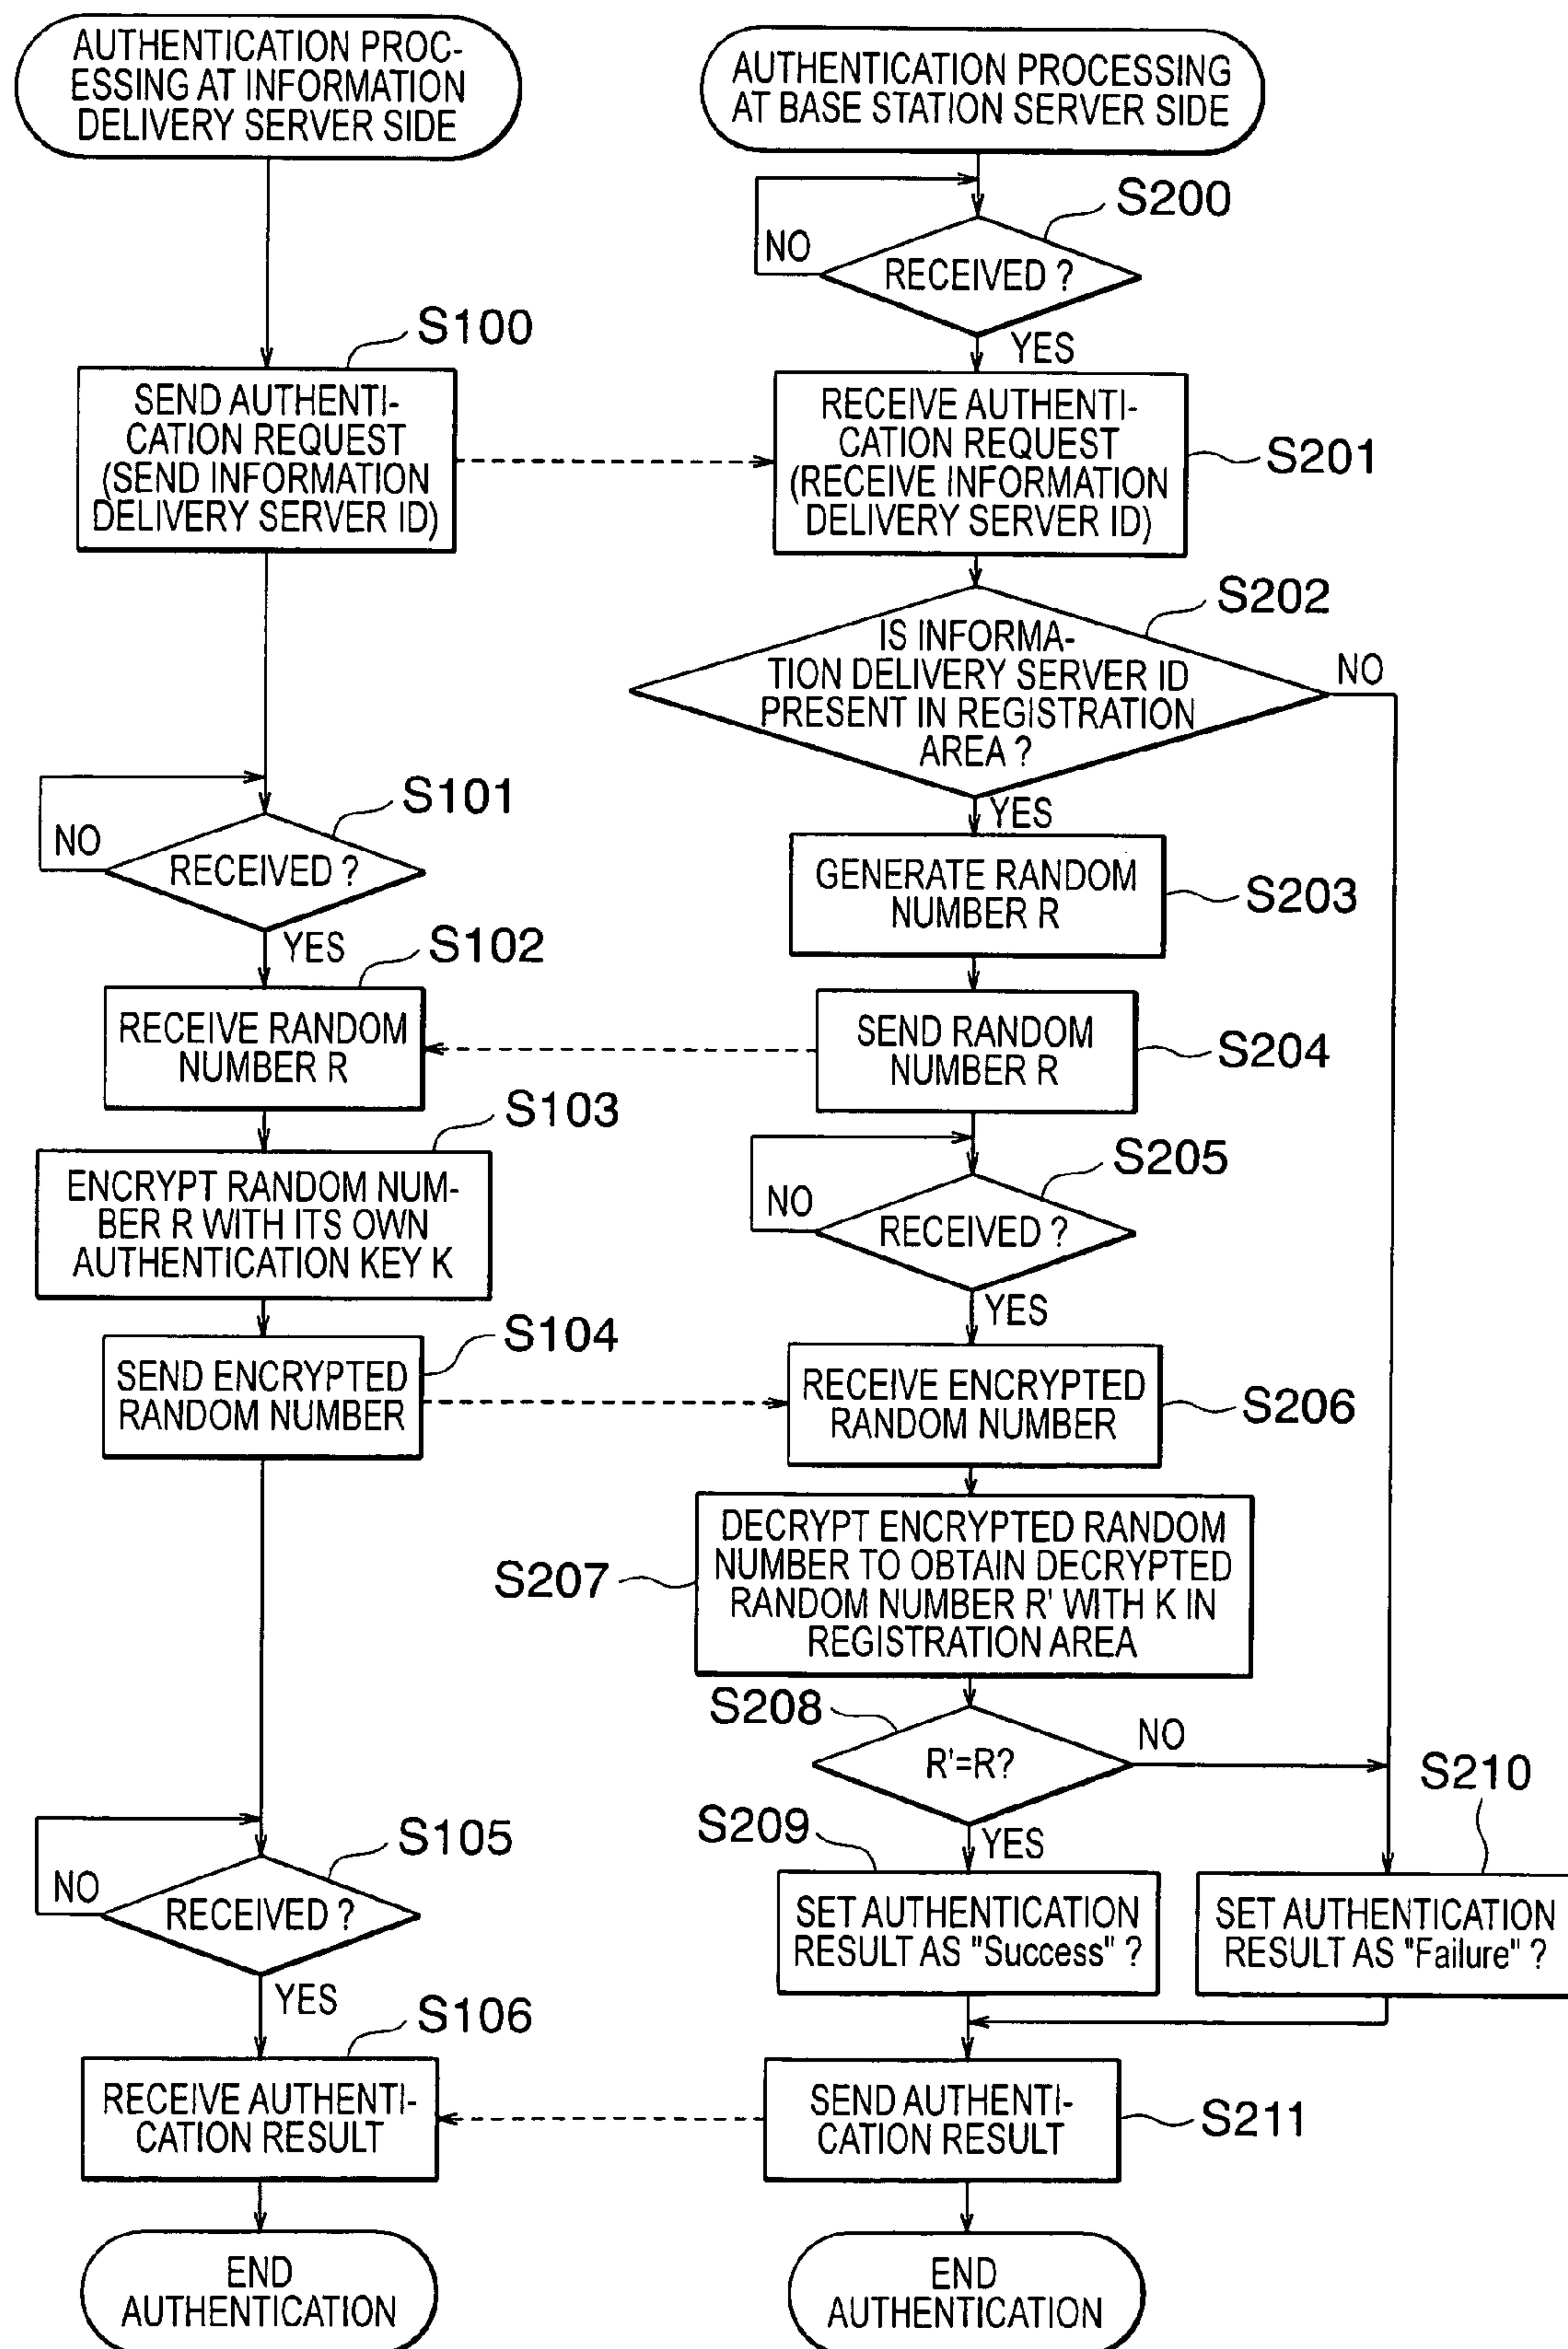 AUTHENTICATION PROC-
ESSING AT INFORMATION
DELIVERY SERVER SIDE
S100
SEND AUTHENTI-
CATION REQUEST
(SEND INFORMATION
DELIVERY SERVER ID)
S101
NO
RECEIVED ?
YES
S102
RECEIVE RANDOM
NUMBER R
S103
ENCRYPT RANDOM NUM-
BER R WITH ITS OWN
AUTHENTICATION KEY K
S104
SEND ENCRYPTED
RANDOM NUMBER
S105
NO
RECEIVED ?
YES
S106
RECEIVE AUTHENTI-
CATION RESULT
END
AUTHENTICATION
AUTHENTICATION PROCESSING
AT BASE STATION SERVER SIDE
S200
NO
RECEIVED ?
YES
RECEIVE AUTHENTI-
CATION REQUEST
(RECEIVE INFORMATION
DELIVERY SERVER ID)
S201
S202
IS INFORMA-
TION DELIVERY SERVER ID
PRESENT IN REGISTRATION
AREA ?
NO
YES
GENERATE RANDOM
NUMBER R
S203
SEND RANDOM
NUMBER R
S204
S205
NO
RECEIVED ?
YES
RECEIVE ENCRYPTED
RANDOM NUMBER
S206
DECRYPT ENCRYPTED RANDOM
NUMBER TO OBTAIN DECRYPTED
RANDOM NUMBER R' WITH K IN
REGISTRATION AREA
S207
S208
R'=R?
NO
YES
S209
SET AUTHENTICATION
RESULT AS "Success" ?
S210
SET AUTHENTICATION
RESULT AS "Failure" ?
SEND AUTHENTI-
CATION RESULT
S211
END
AUTHENTICATION